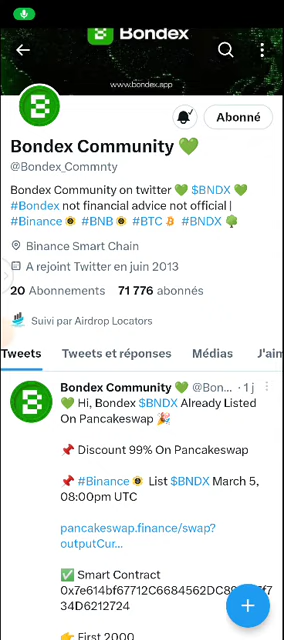 Bondex
www.bondex.app
Abonné
Bondex Community 💚
@Bondex_Commnty
Bondex Community on twitter 💚 $BNDX 💚
#Bondex not financial advice not official |
#Binance #BNB #BTC #BNDX 🌳
Binance Smart Chain
A rejoint Twitter en juin 2013
20 Abonnements 71 776 abonnés
Suivi par Airdrop Locators
Tweets Tweets et réponses Médias J'aim
Bondex Community 💚 @Bon... · 1 j
💚 Hi, Bondex $BNDX Already Listed
On Pancakeswap 🎉
📌 Discount 99% On Pancakeswap
📌 #Binance List $BNDX March 5,
08:00pm UTC
pancakeswap.finance/swap?
outputCur...
✅ Smart Contract
34D6212724
👉 First 2000